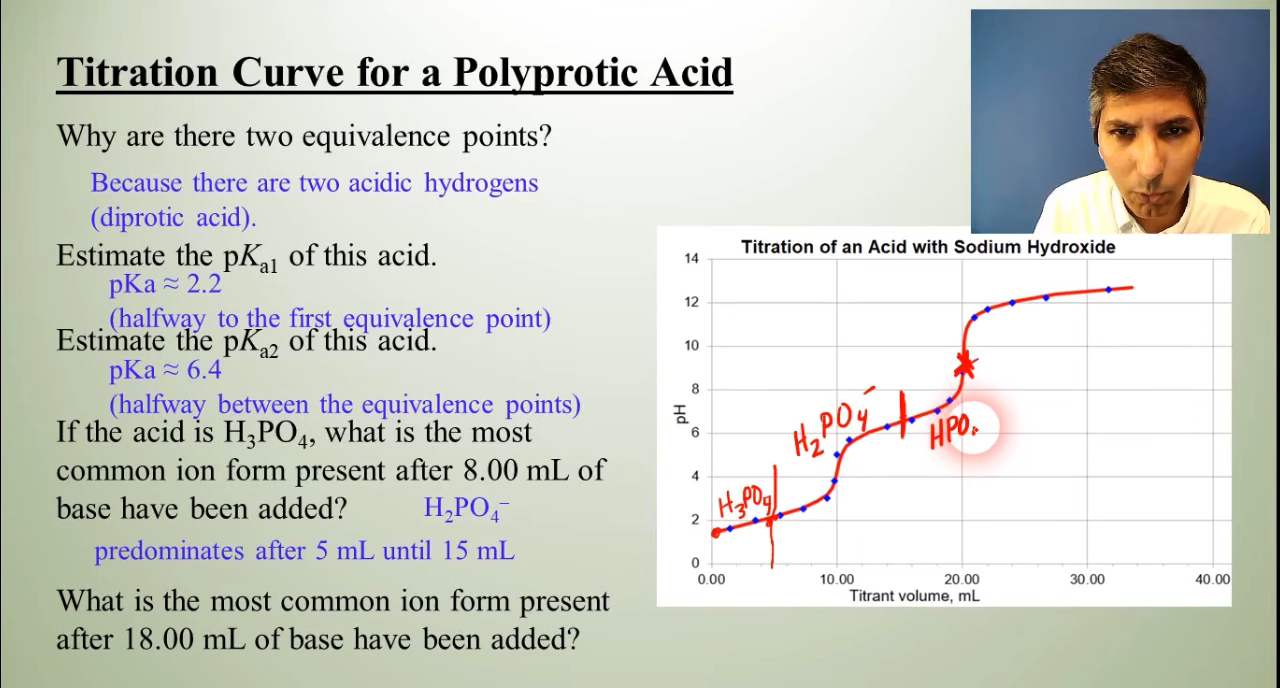 Titration Curve for a Polyprotic Acid
Why are there two equivalence points?
Because there are two acidic hydrogens
(diprotic acid).
Estimate the pKa1 of this acid.
pKa ≈ 2.2
(halfway to the first equivalence point)
Estimate the pKa2 of this acid.
pKa ≈ 6.4
(halfway between the equivalence points)
If the acid is H₃PO₄, what is the most
common ion form present after 8.00 mL of
base have been added? H₂PO₄⁻
predominates after 5 mL until 15 mL
What is the most common ion form present
after 18.00 mL of base have been added?
Titration of an Acid with Sodium Hydroxide
14
12
10
8
6
4
2
0
pH
H₃PO₄
H₂PO₄⁻
HPO
0.00 10.00 20.00 30.00 40.00
Titrant volume, mL